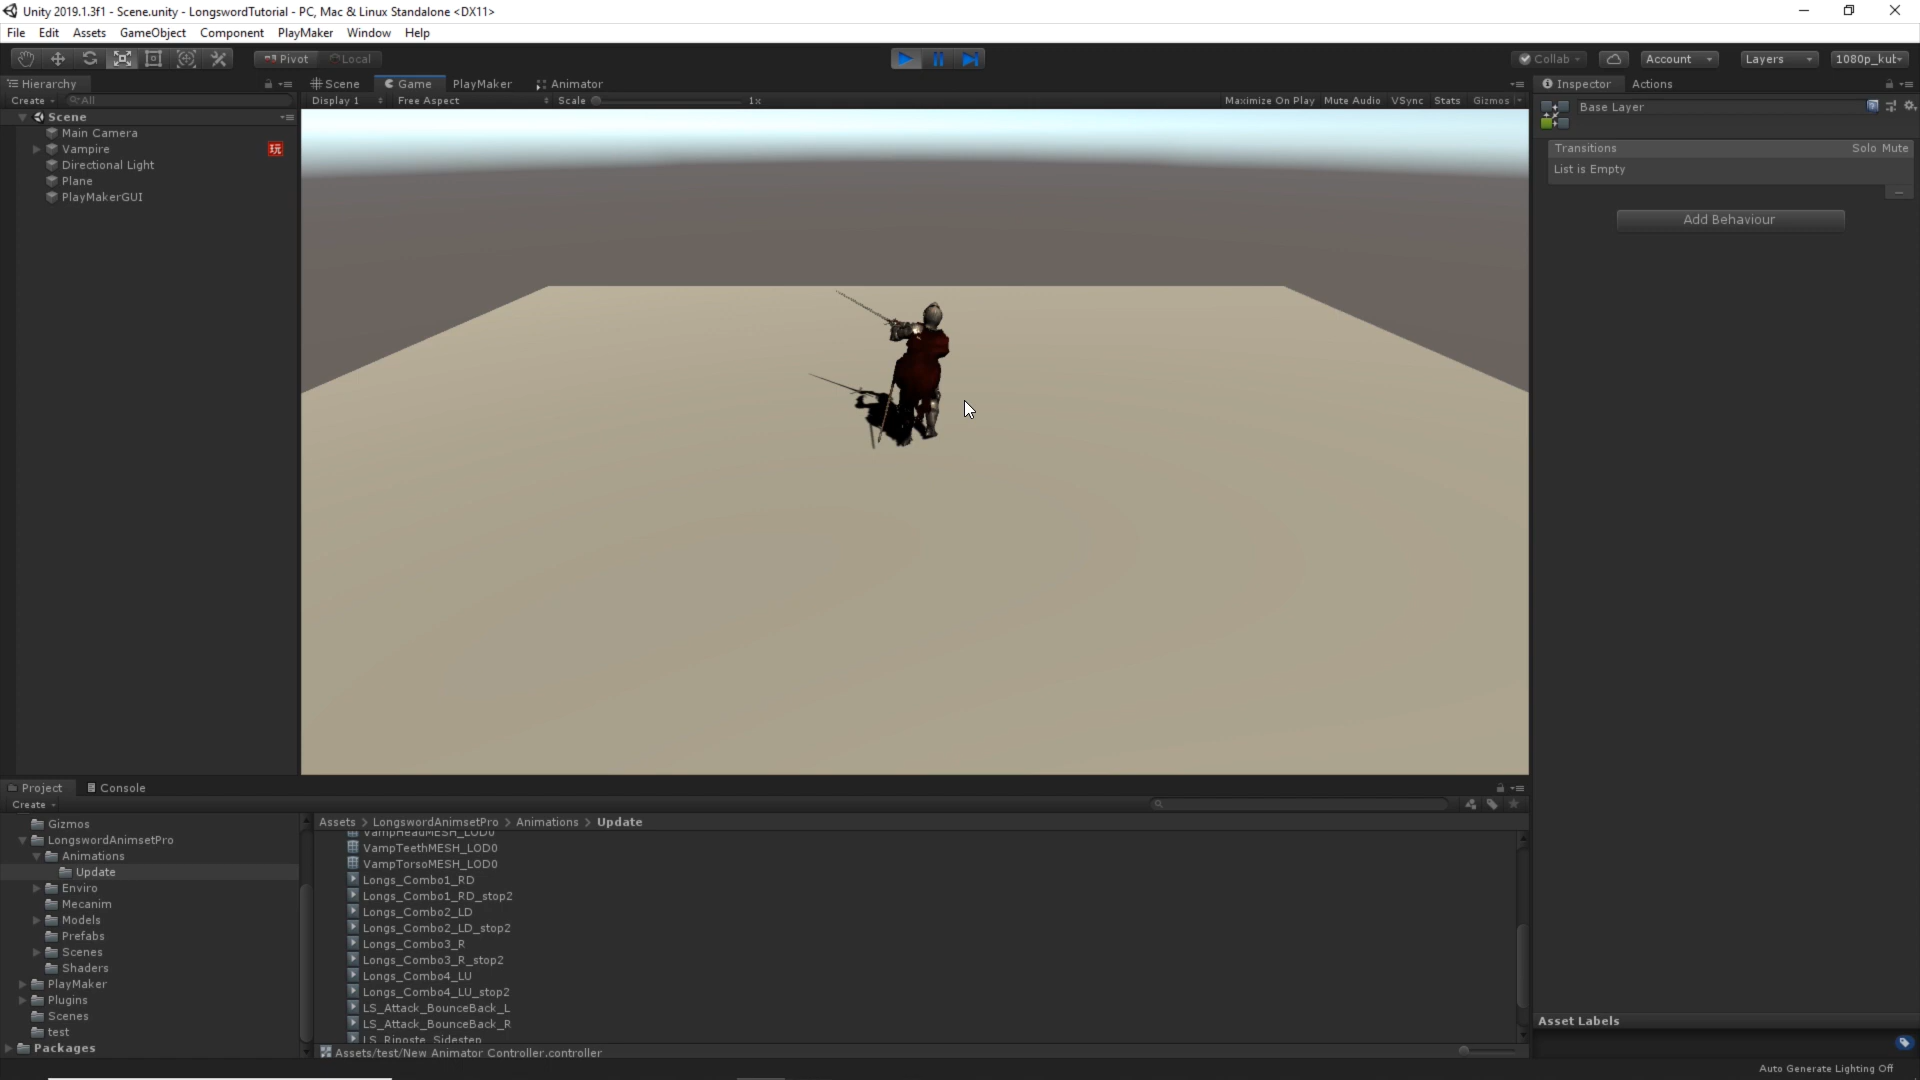 Unity 2019.1.3f1 - Scene.unity - LongswordTutorial - PC, Mac & Linux Standalone <DX11>
File Edit Assets GameObject Component PlayMaker Window Help
Pivot Local Collab Account Layers 1080p_kub
Hierarchy Scene Game PlayMaker Animator Inspector Actions
Create All Display 1 Free Aspect Scale 1x Maximize On Play Mute Audio VSync Stats Gizmos
Scene
Main Camera
Vampire 玩
Directional Light
Plane
PlayMakerGUI
Base Layer
Transitions Solo Mute
List is Empty
Add Behaviour
Project Console
Create
Gizmos
LongswordAnimsetPro
Animations
Update
Enviro
Mecanim
Models
Prefabs
Scenes
Shaders
PlayMaker
Plugins
Scenes
test
Packages
Assets > LongswordAnimsetPro > Animations > Update
VampHeadMESH_LOD0
VampTeethMESH_LOD0
VampTorsoMESH_LOD0
Longs_Combo1_RD
Longs_Combo1_RD_stop2
Longs_Combo2_LD
Longs_Combo2_LD_stop2
Longs_Combo3_R
Longs_Combo3_R_stop2
Longs_Combo4_LU
Longs_Combo4_LU_stop2
LS_Attack_BounceBack_L
LS_Attack_BounceBack_R
LS_Riposte_Sidestep
Assets/test/New Animator Controller.controller
Asset Labels
Auto Generate Lighting Off